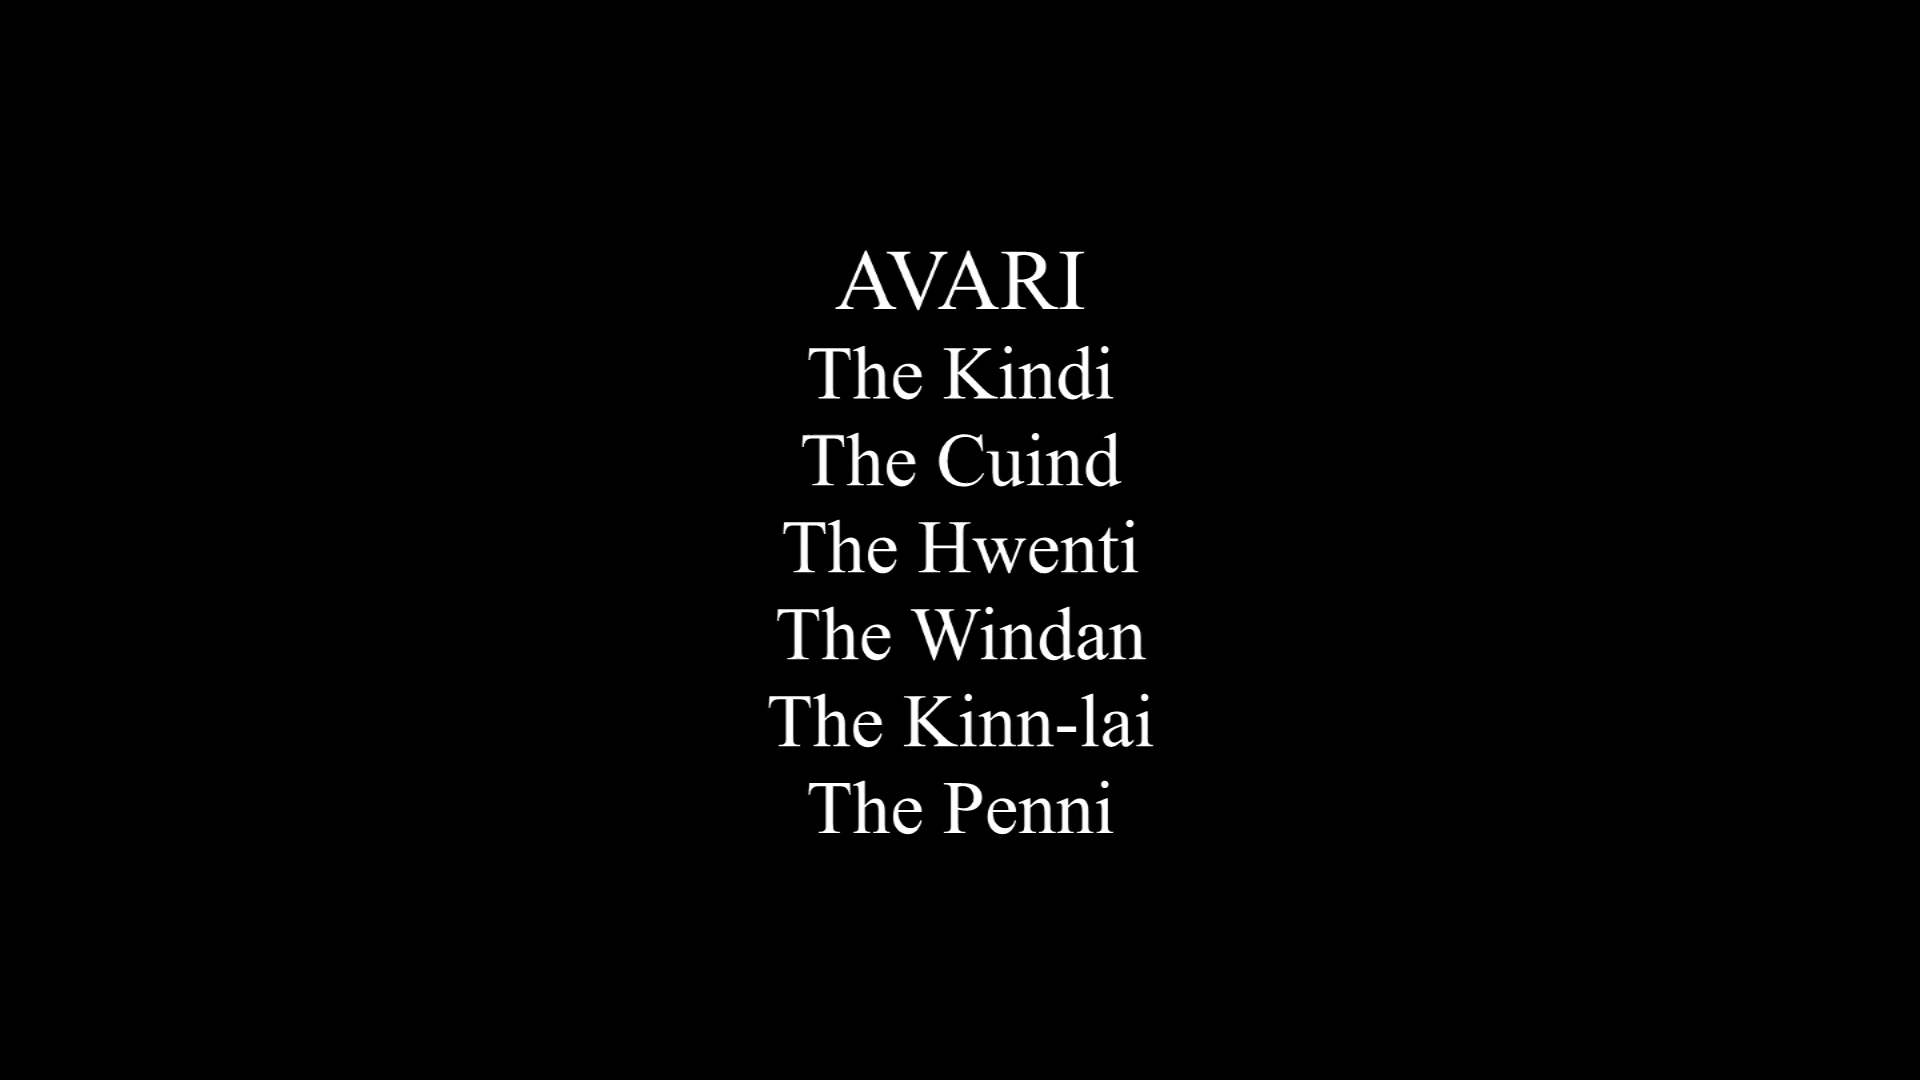 AVARI
The Kindi
The Cuind
The Hwenti
The Windan
The Kinn-lai
The Penni